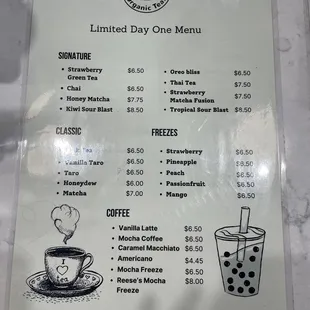 Organic Tea
Limited Day One Menu
SIGNATURE
Strawberry Green Tea $6.50
Chai $6.50
Honey Matcha $7.75
Kiwi Sour Blast $8.50
Oreo bliss $6.50
Thai Tea $7.50
Strawberry Matcha Fusion $7.50
Tropical Sour Blast $8.50
CLASSIC
Tea $6.50
Vanilla Taro $6.50
Taro $6.50
Honeydew $6.00
Matcha $7.00
FREEZES
Strawberry $6.50
Pineapple $6.50
Peach $6.50
Passionfruit $6.50
Mango $6.50
COFFEE
Vanilla Latte $6.50
Mocha Coffee $6.50
Caramel Macchiato $6.50
Americano $4.45
Mocha Freeze $6.50
Reese's Mocha Freeze $8.00
I
tea